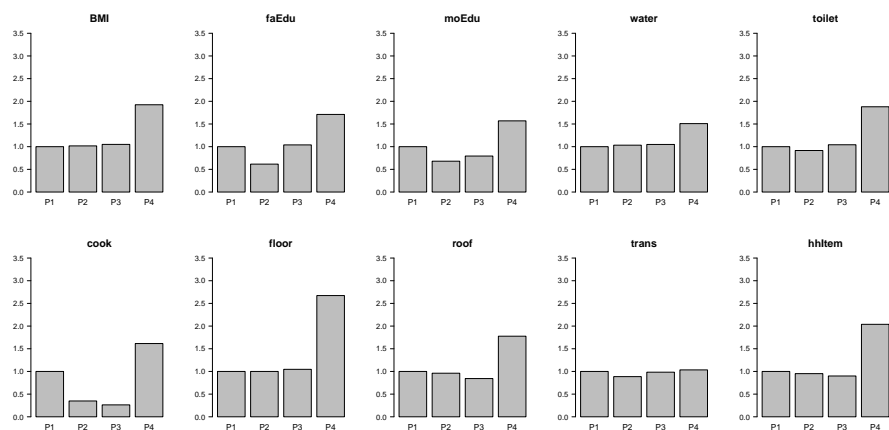 BMI faEdu moEdu water toilet
3.5 3.5 3.5 3.5 3.5
3.0 3.0 3.0 3.0 3.0
2.5 2.5 2.5 2.5 2.5
2.0 2.0 2.0 2.0 2.0
1.5 1.5 1.5 1.5 1.5
1.0 1.0 1.0 1.0 1.0
0.5 0.5 0.5 0.5 0.5
0.0 0.0 0.0 0.0 0.0
P1 P2 P3 P4 P1 P2 P3 P4 P1 P2 P3 P4 P1 P2 P3 P4 P1 P2 P3 P4
cook floor roof trans hhItem
3.5 3.5 3.5 3.5 3.5
3.0 3.0 3.0 3.0 3.0
2.5 2.5 2.5 2.5 2.5
2.0 2.0 2.0 2.0 2.0
1.5 1.5 1.5 1.5 1.5
1.0 1.0 1.0 1.0 1.0
0.5 0.5 0.5 0.5 0.5
0.0 0.0 0.0 0.0 0.0
P1 P2 P3 P4 P1 P2 P3 P4 P1 P2 P3 P4 P1 P2 P3 P4 P1 P2 P3 P4